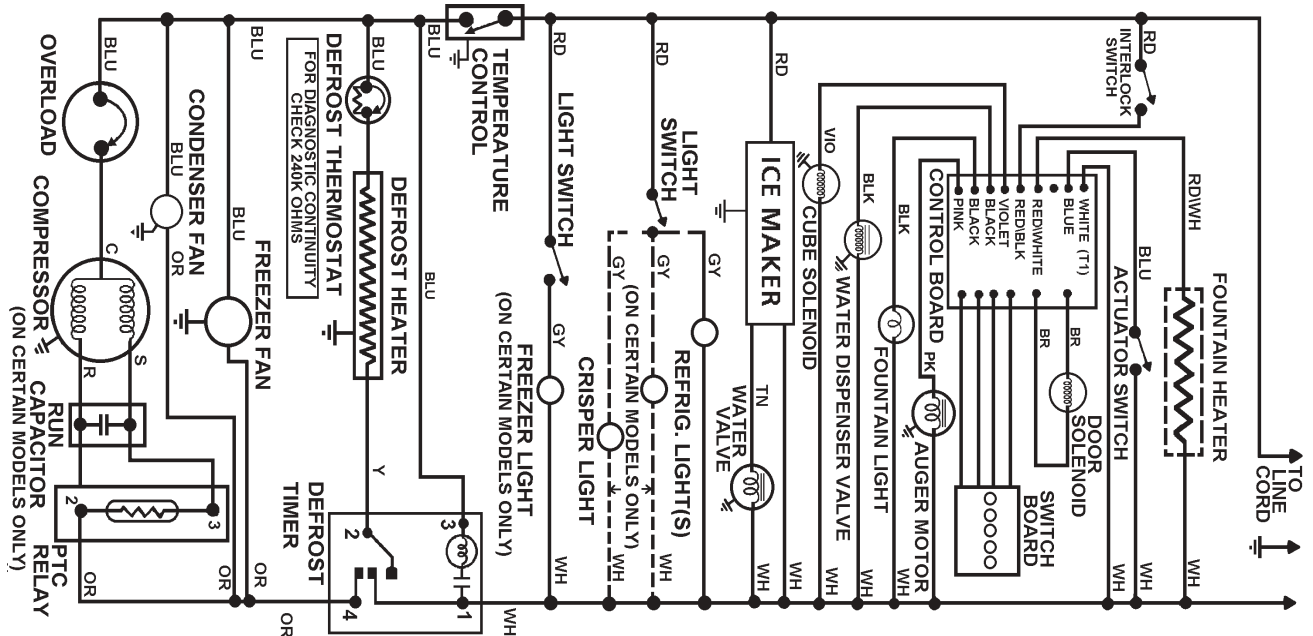 TO
LINE
CORD
RD
INTERLOCK
SWITCH
RD\WH
FOUNTAIN HEATER
WH
BLU
ACTUATOR SWITCH
WH
WH
WHITE (T1)
BLUE
RED/WHITE
RED\BLK
VIOLET
BLACK
BLACK
PINK
CONTROL BOARD
BR
BR
DOOR
SOLENOID
SWITCH
BOARD
PK
AUGER MOTOR
WH
BLK
FOUNTAIN LIGHT
WH
BLK
WATER DISPENSER VALVE
WH
VIO
CUBE SOLENOID
WH
RD
ICE MAKER
TN
WATER
VALVE
WH
WH
RD
LIGHT
SWITCH
GY
GY
GY
REFRIG. LIGHT(S)
(ON CERTAIN MODELS ONLY)
CRISPER LIGHT
WH
WH
RD
LIGHT SWITCH
GY
FREEZER LIGHT
(ON CERTAIN MODELS ONLY)
WH
TEMPERATURE
CONTROL
BLU
BLU
WH
BLU
DEFROST HEATER
DEFROST THERMOSTAT
FOR DIAGNOSTIC CONTINUITY
CHECK 240K OHMS
Y
DEFROST
TIMER
3
2
1
4
OR
BLU
BLU
FREEZER FAN
OR
BLU
CONDENSER FAN
OR
OR
BLU
OVERLOAD
C
S
R
COMPRESSOR
RUN
CAPACITOR
(ON CERTAIN MODELS ONLY)
2
3
PTC
RELAY
(ON CERTAIN MODELS ONLY)
OR